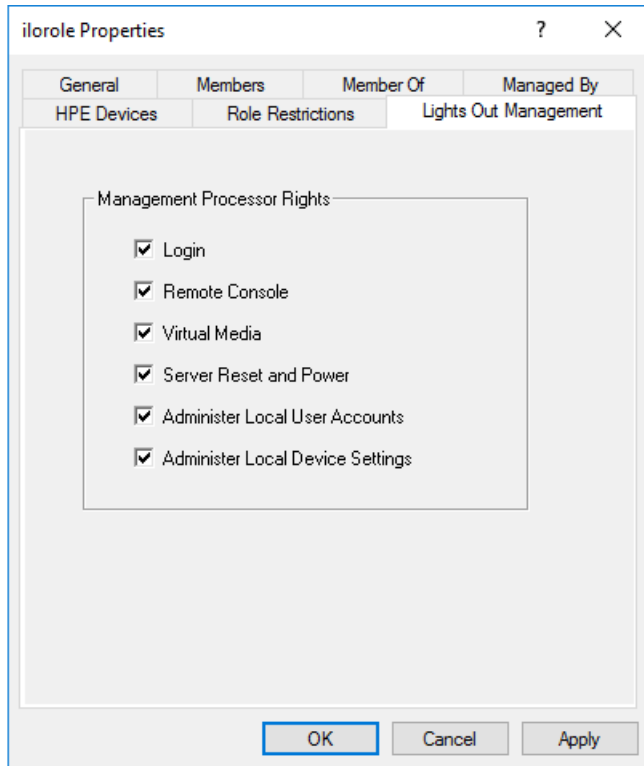 ilorole Properties
?
General Members Member Of Managed By
HPE Devices Role Restrictions Lights Out Management
Management Processor Rights
Login
Remote Console
Virtual Media
Server Reset and Power
Administer Local User Accounts
Administer Local Device Settings
OK Cancel Apply